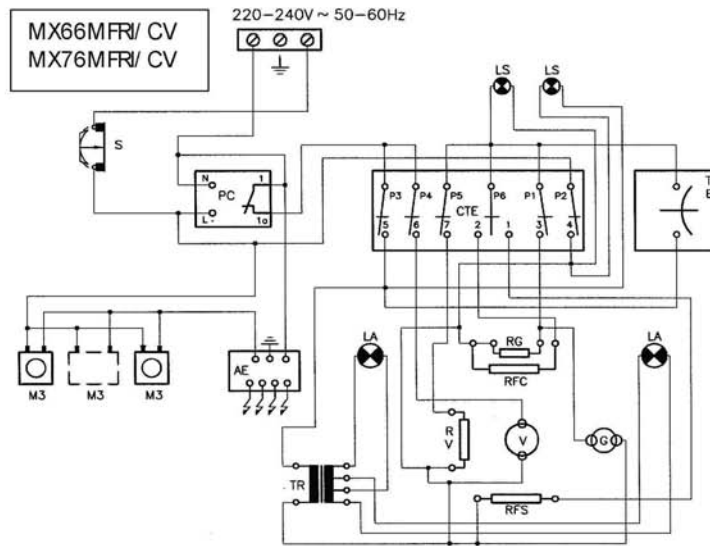 MX66MFRI/ CV
MX76MFRI/ CV
220-240V ~ 50-60Hz
LS LS
S
N 1
PC
L- 1a
P3 P4 P5 P6 P1 P2
CTE
5 6 7 2 1 3 4
T
E
LA LA
RG
RFC
AE
M3 M3 M3
R
V
V
G
TR
RFS